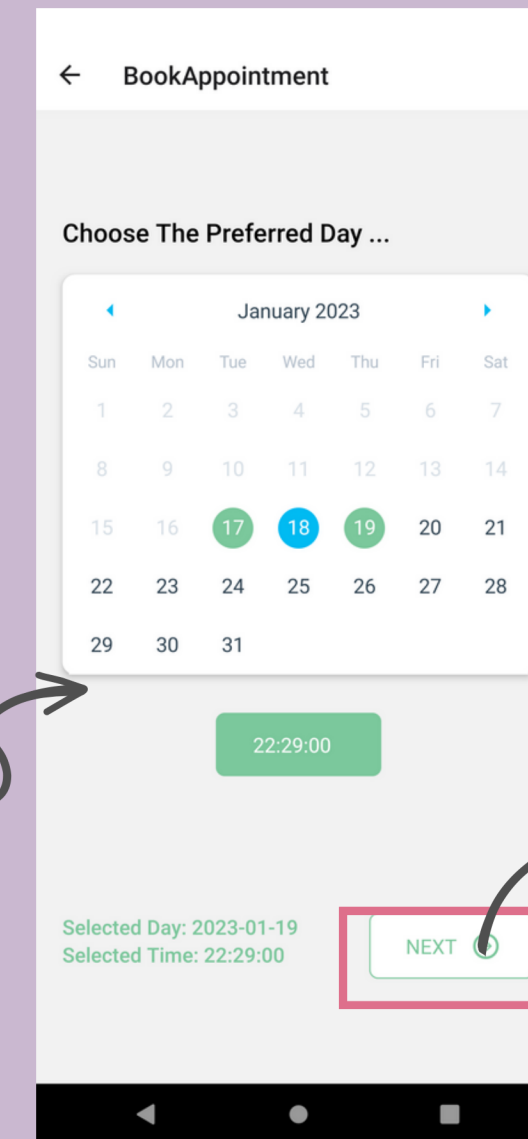 BookAppointment
Choose The Preferred Day ...
January 2023
Sun Mon Tue Wed Thu Fri Sat
1 2 3 4 5 6 7
8 9 10 11 12 13 14
15 16 17 18 19 20 21
22 23 24 25 26 27 28
29 30 31
22:29:00
Selected Day: 2023-01-19
Selected Time: 22:29:00
NEXT